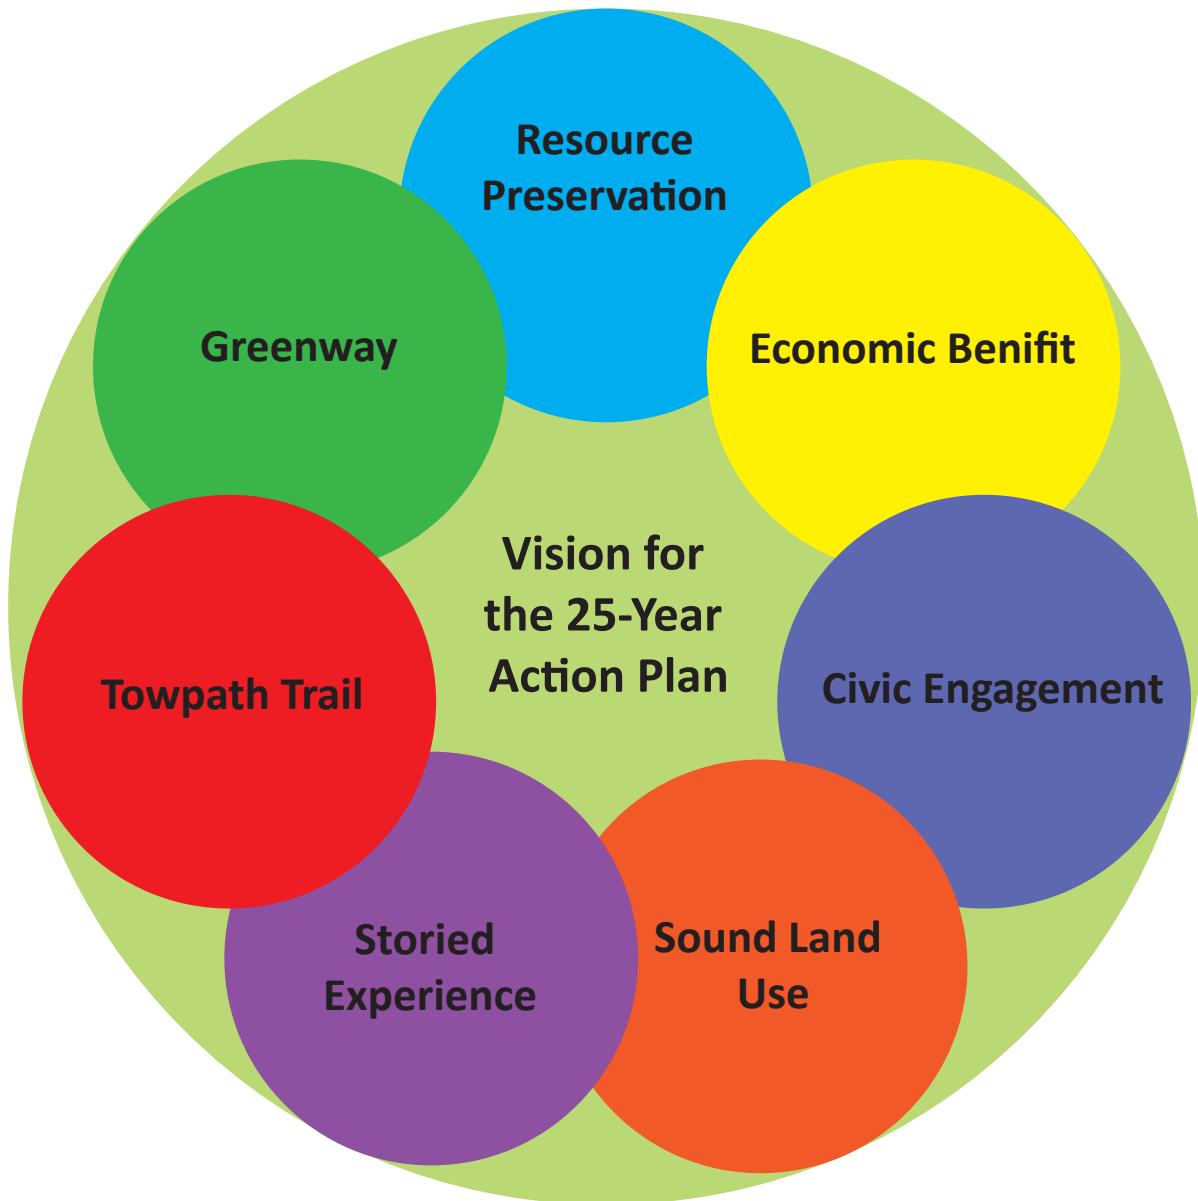 Resource
Preservation
Greenway
Economic Benifit
Vision for
the 25-Year
Action Plan
Towpath Trail
Civic Engagement
Storied
Experience
Sound Land
Use